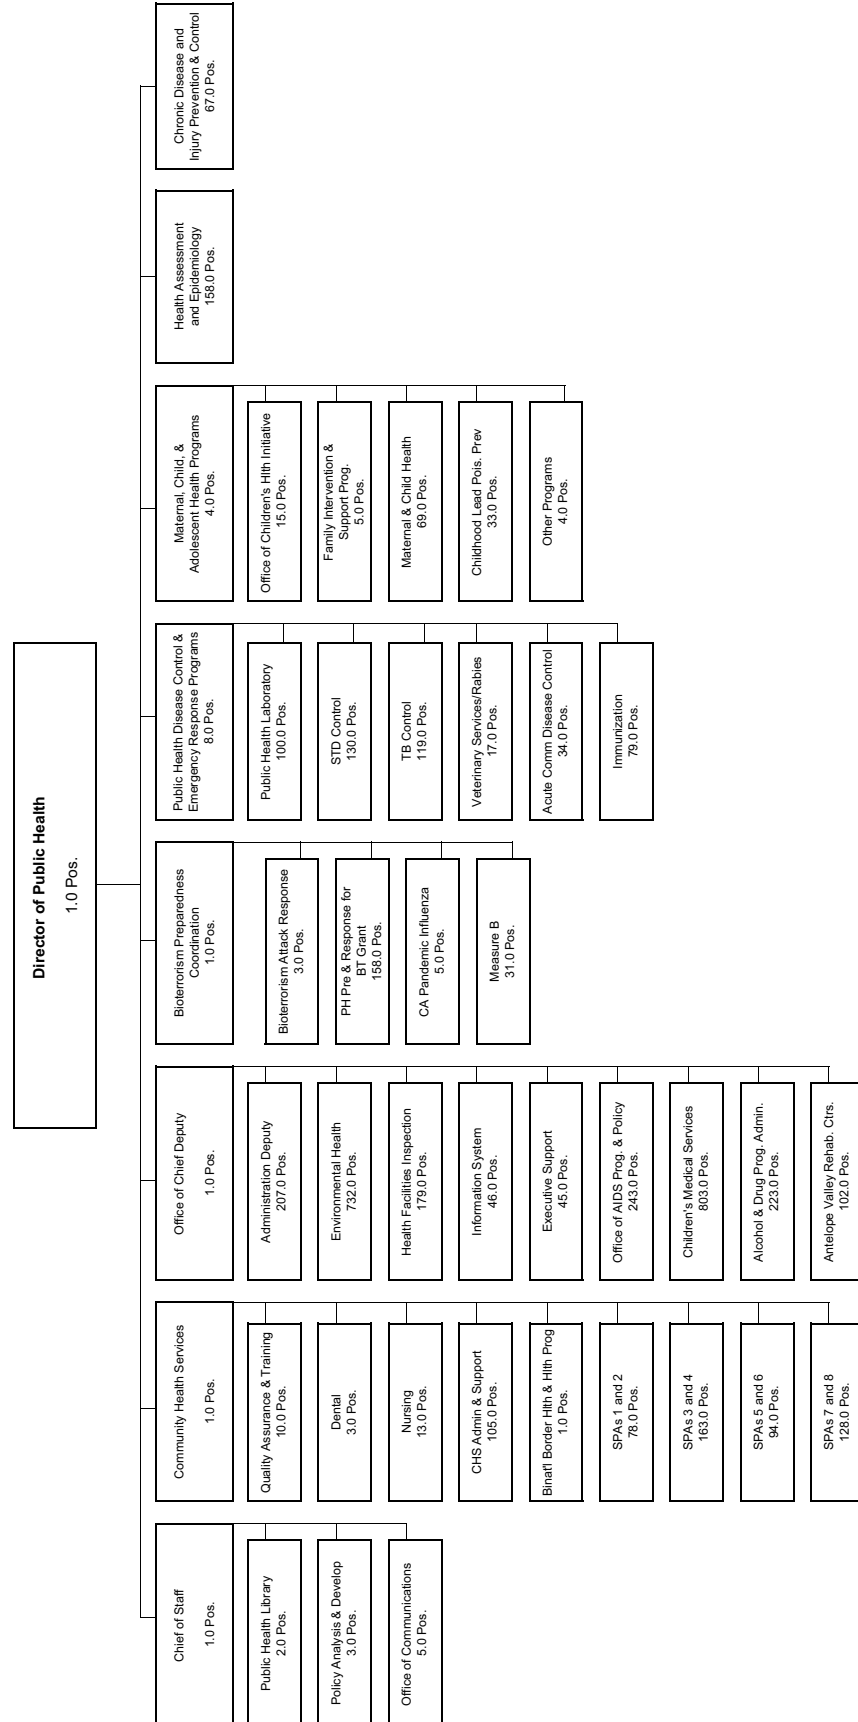 Director of Public Health
1.0 Pos.
Chief of Staff
1.0 Pos.
Public Health Library
2.0 Pos.
Policy Analysis & Develop
3.0 Pos.
Office of Communications
5.0 Pos.
Community Health Services
1.0 Pos.
Quality Assurance & Training
10.0 Pos.
Dental
3.0 Pos.
Nursing
13.0 Pos.
CHS Admin & Support
105.0 Pos.
Binat'l Border Hlth & Hlth Prog
1.0 Pos.
SPAs 1 and 2
78.0 Pos.
SPAs 3 and 4
163.0 Pos.
SPAs 5 and 6
94.0 Pos.
SPAs 7 and 8
128.0 Pos.
Office of Chief Deputy
1.0 Pos.
Administration Deputy
207.0 Pos.
Environmental Health
732.0 Pos.
Health Facilities Inspection
179.0 Pos.
Information System
46.0 Pos.
Executive Support
45.0 Pos.
Office of AIDS Prog. & Policy
243.0 Pos.
Children's Medical Services
803.0 Pos.
Alcohol & Drug Prog. Admin.
223.0 Pos.
Antelope Valley Rehab. Ctrs.
102.0 Pos.
Bioterrorism Preparedness
Coordination
1.0 Pos.
Bioterrorism Attack Response
3.0 Pos.
PH Pre & Response for
BT Grant
158.0 Pos.
CA Pandemic Influenza
5.0 Pos.
Measure B
31.0 Pos.
Public Health Disease Control &
Emergency Response Programs
8.0 Pos.
Public Health Laboratory
100.0 Pos.
STD Control
130.0 Pos.
TB Control
119.0 Pos.
Veterinary Services/Rabies
17.0 Pos.
Acute Comm Disease Control
34.0 Pos.
Immunization
79.0 Pos.
Maternal, Child, &
Adolescent Health Programs
4.0 Pos.
Office of Children's Hlth Initiative
15.0 Pos.
Family Intervention &
Support Prog.
5.0 Pos.
Maternal & Child Health
69.0 Pos.
Childhood Lead Pois. Prev
33.0 Pos.
Other Programs
4.0 Pos.
Health Assessment
and Epidemiology
158.0 Pos.
Chronic Disease and
Injury Prevention & Control
67.0 Pos.